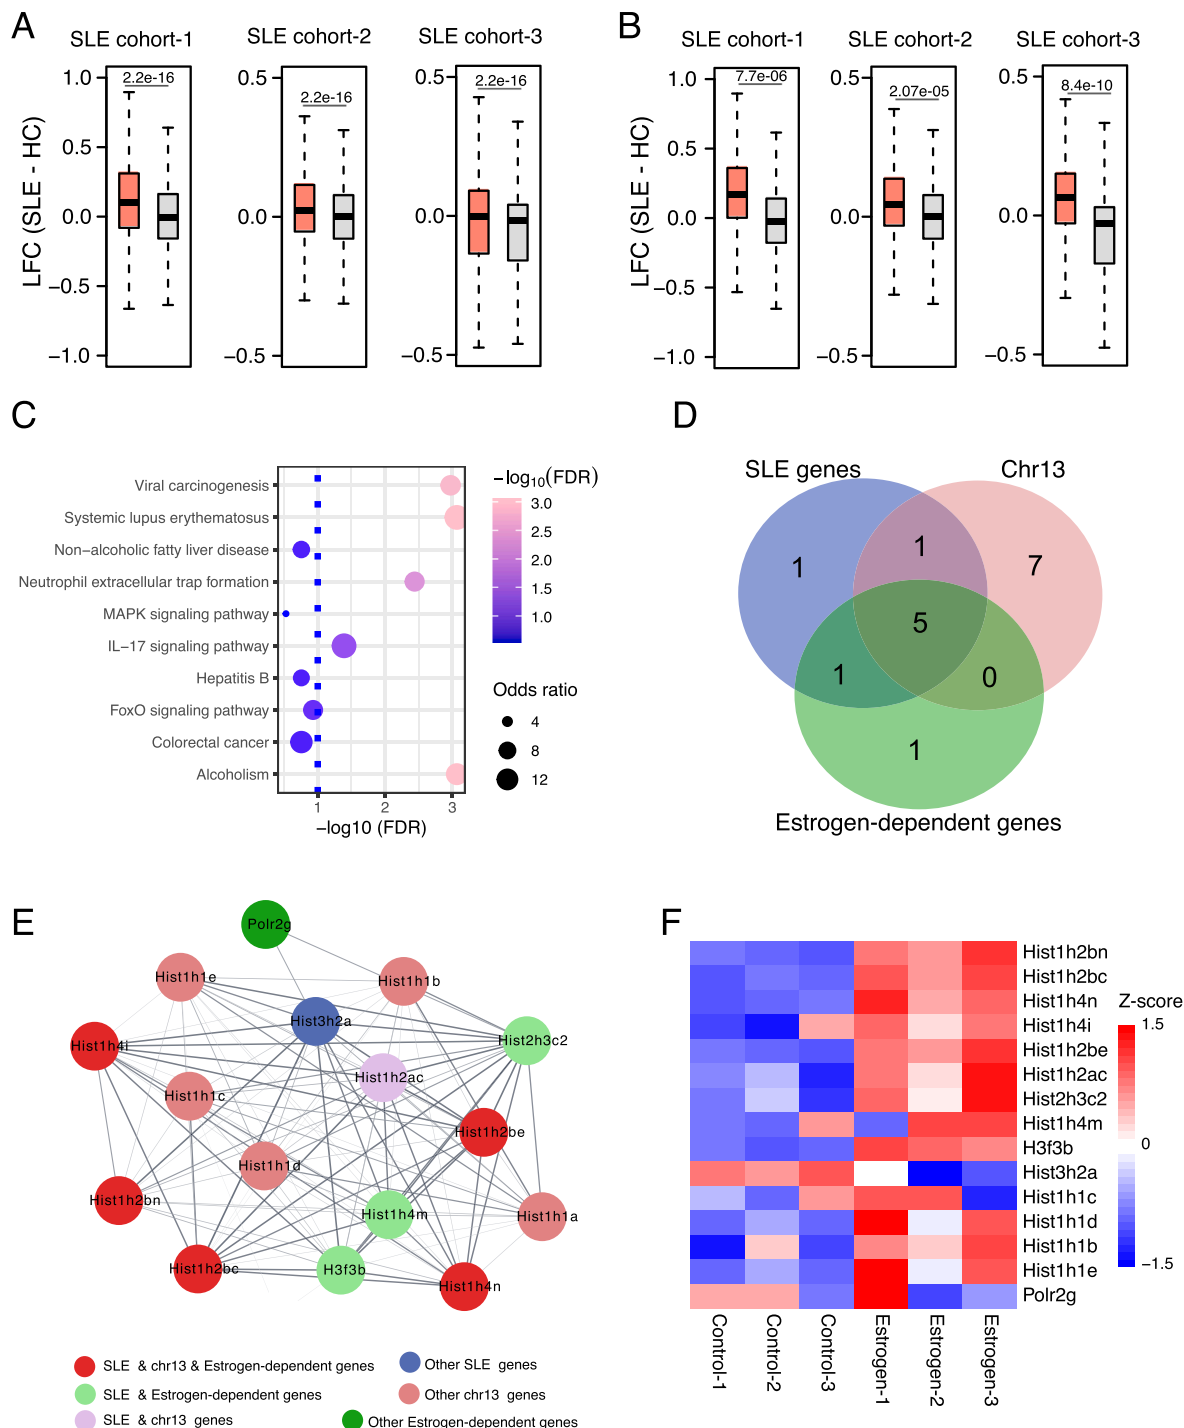 A
SLE cohort-1
SLE cohort-2
SLE cohort-3
LFC (SLE - HC)
1.0
0.5
0.0
−0.5
−1.0
2.2e-16
0.5
0.0
−0.5
2.2e-16
0.5
0.0
−0.5
2.2e-16
B
SLE cohort-1
SLE cohort-2
SLE cohort-3
LFC (SLE - HC)
1.0
0.5
0.0
−0.5
−1.0
7.7e-06
0.5
0.0
−0.5
2.07e-05
0.5
0.0
−0.5
8.4e-10
C
Viral carcinogenesis
Systemic lupus erythematosus
Non−alcoholic fatty liver disease
Neutrophil extracellular trap formation
MAPK signaling pathway
IL−17 signaling pathway
Hepatitis B
FoxO signaling pathway
Colorectal cancer
Alcoholism
1 2 3
−log10 (FDR)
−log10(FDR)
3.0
2.5
2.0
1.5
1.0
Odds ratio
4
8
12
D
SLE genes
Chr13
1
1
7
5
1
0
1
Estrogen-dependent genes
E
Polr2g
Hist1h1e
Hist1h1b
Hist3h2a
Hist1h4i
Hist2h3c2
Hist1h2ac
Hist1h1c
Hist1h2be
Hist1h1d
Hist1h2bn
Hist1h4m
Hist1h1a
Hist1h2bc
H3f3b
Hist1h4n
SLE & chr13 & Estrogen-dependent genes
SLE & Estrogen-dependent genes
SLE & chr13 genes
Other SLE genes
Other chr13 genes
Other Estrogen-dependent genes
F
Hist1h2bn
Hist1h2bc
Hist1h4n
Hist1h4i
Hist1h2be
Hist1h2ac
Hist2h3c2
Hist1h4m
H3f3b
Hist3h2a
Hist1h1c
Hist1h1d
Hist1h1b
Hist1h1e
Polr2g
Control-1
Control-2
Control-3
Estrogen-1
Estrogen-2
Estrogen-3
Z-score
1.5
0
−1.5